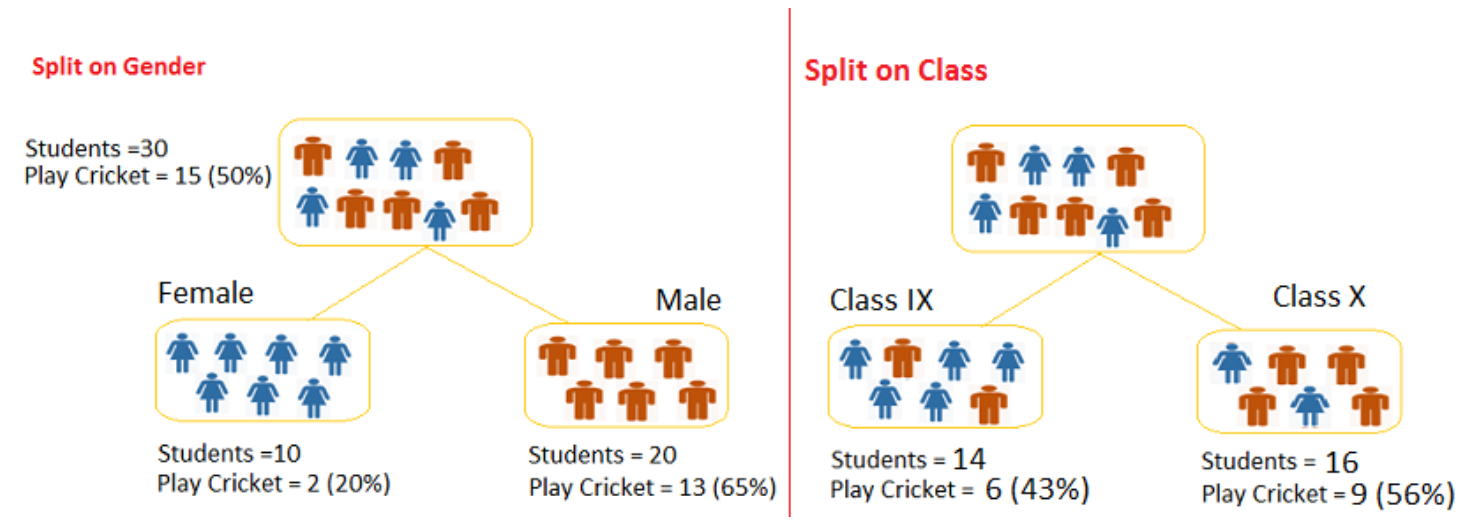 Split on Gender
Students =30
Play Cricket = 15 (50%)
Female
Male
Students =10
Play Cricket = 2 (20%)
Students = 20
Play Cricket = 13 (65%)
Split on Class
Class IX
Class X
Students = 14
Play Cricket = 6 (43%)
Students = 16
Play Cricket = 9 (56%)